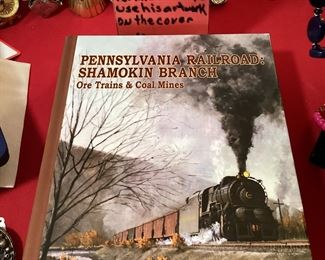 use his artwork
on the cover
PENNSYLVANIA RAILROAD:
SHAMOKIN BRANCH
Ore Trains & Coal Mines